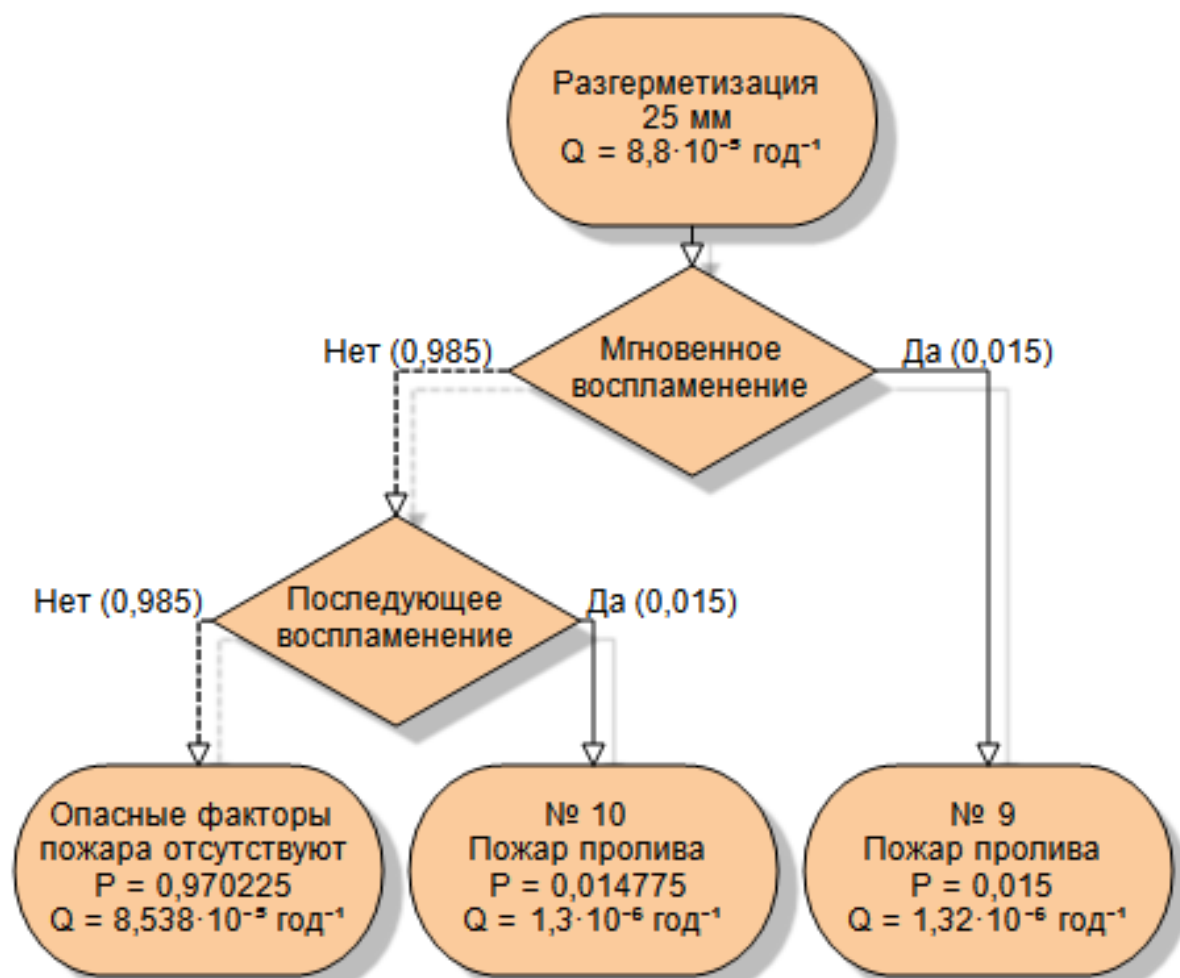 Разгерметизация
25 мм
Q = 8,8·10⁻⁵ год⁻¹
Нет (0,985)
Мгновенное
воспламенение
Да (0,015)
Нет (0,985)
Последующее
воспламенение
Да (0,015)
Опасные факторы
пожара отсутствуют
P = 0,970225
Q = 8,538·10⁻⁵ год⁻¹
№ 10
Пожар пролива
P = 0,014775
Q = 1,3·10⁻⁶ год⁻¹
№ 9
Пожар пролива
P = 0,015
Q = 1,32·10⁻⁶ год⁻¹